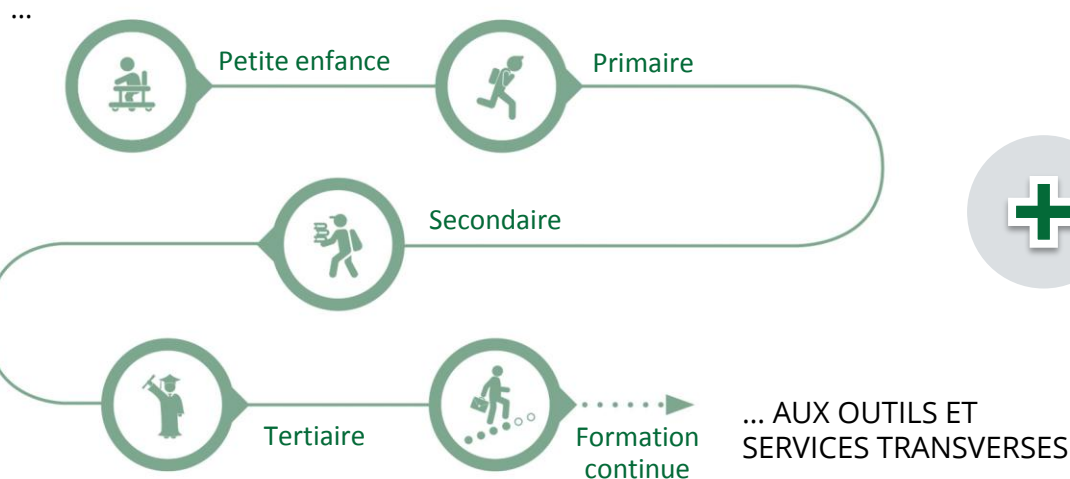 ...
Petite enfance
Primaire
Secondaire
Tertiaire
Formation
continue
... AUX OUTILS ET
SERVICES TRANSVERSES